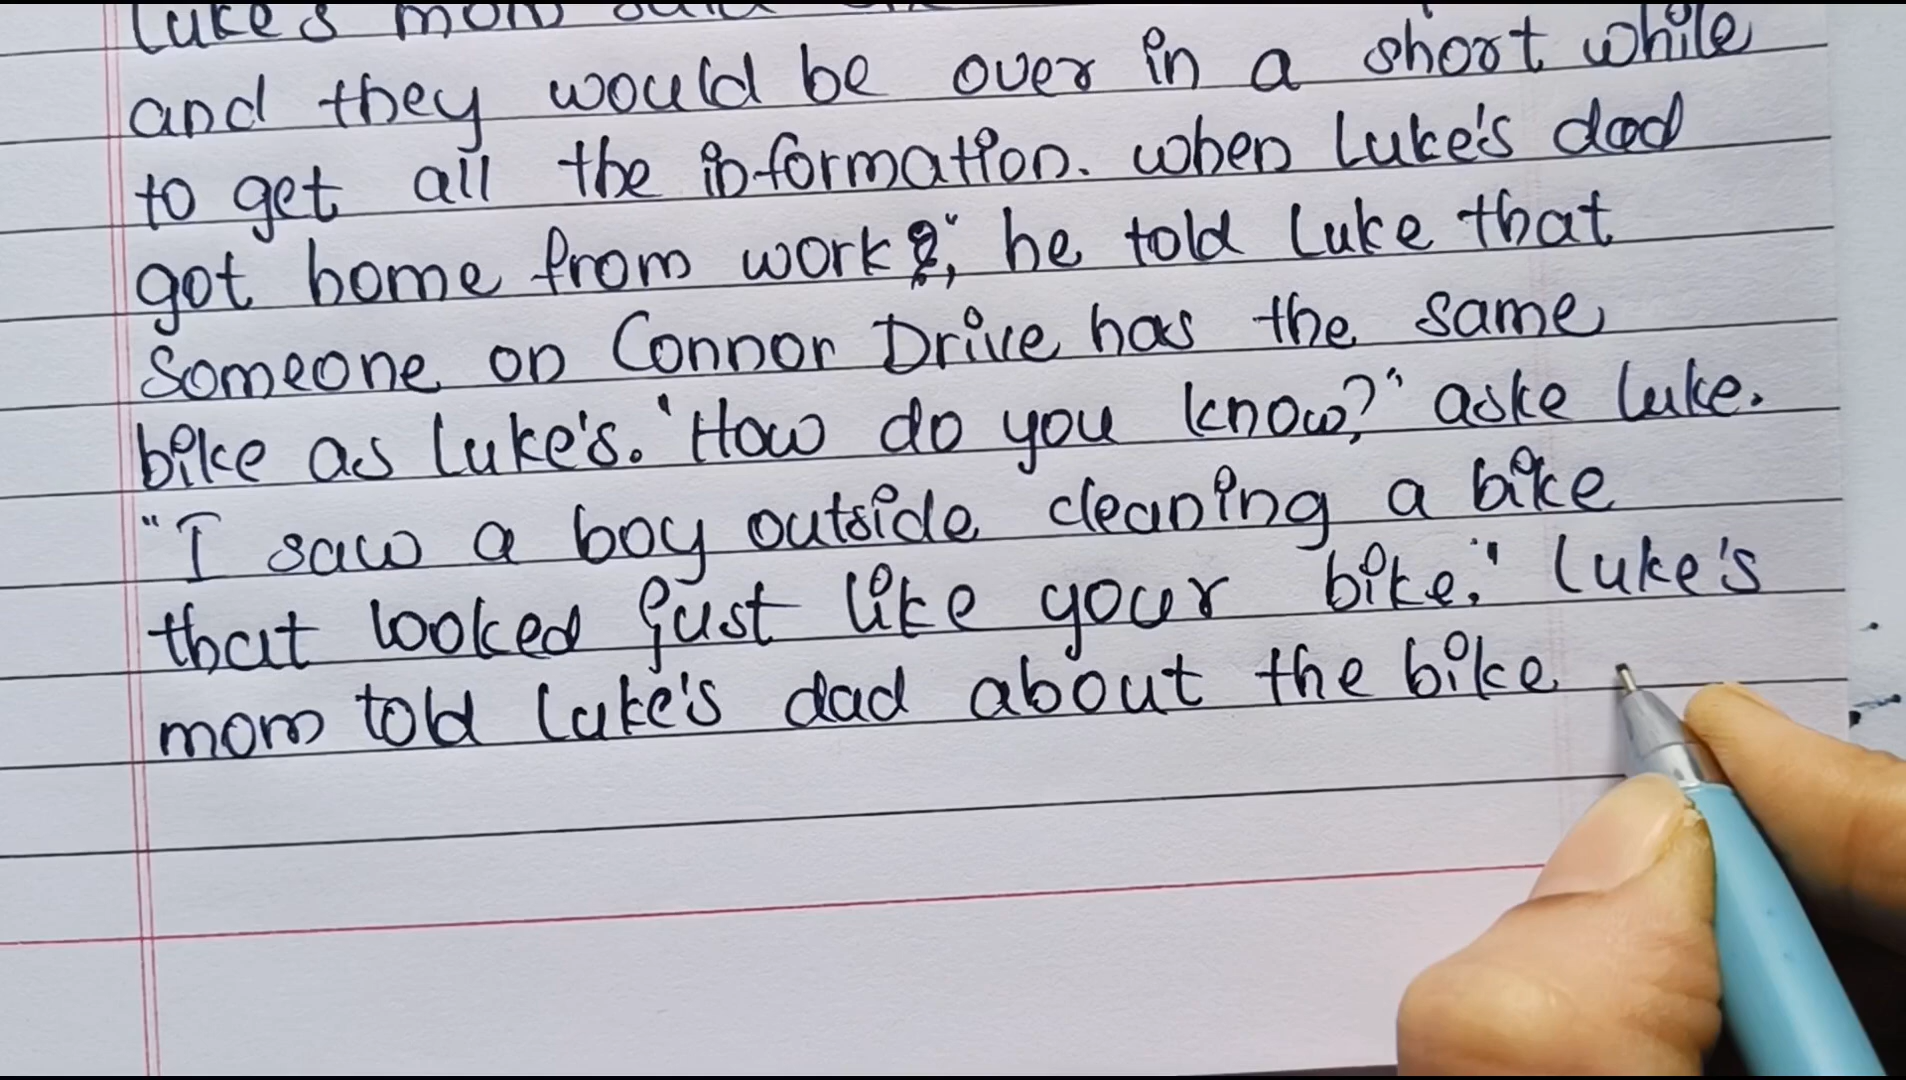 Luke's mom said
and they would be over in a short while
to get all the information. when Luke's dad
got home from work," he told Luke that
Someone on Connor Drive has the same
bike as Luke's. "How do you know?" aske Luke.
"I saw a boy outside cleaning a bike
that looked just like your bike." Luke's
mom told Luke's dad about the bike